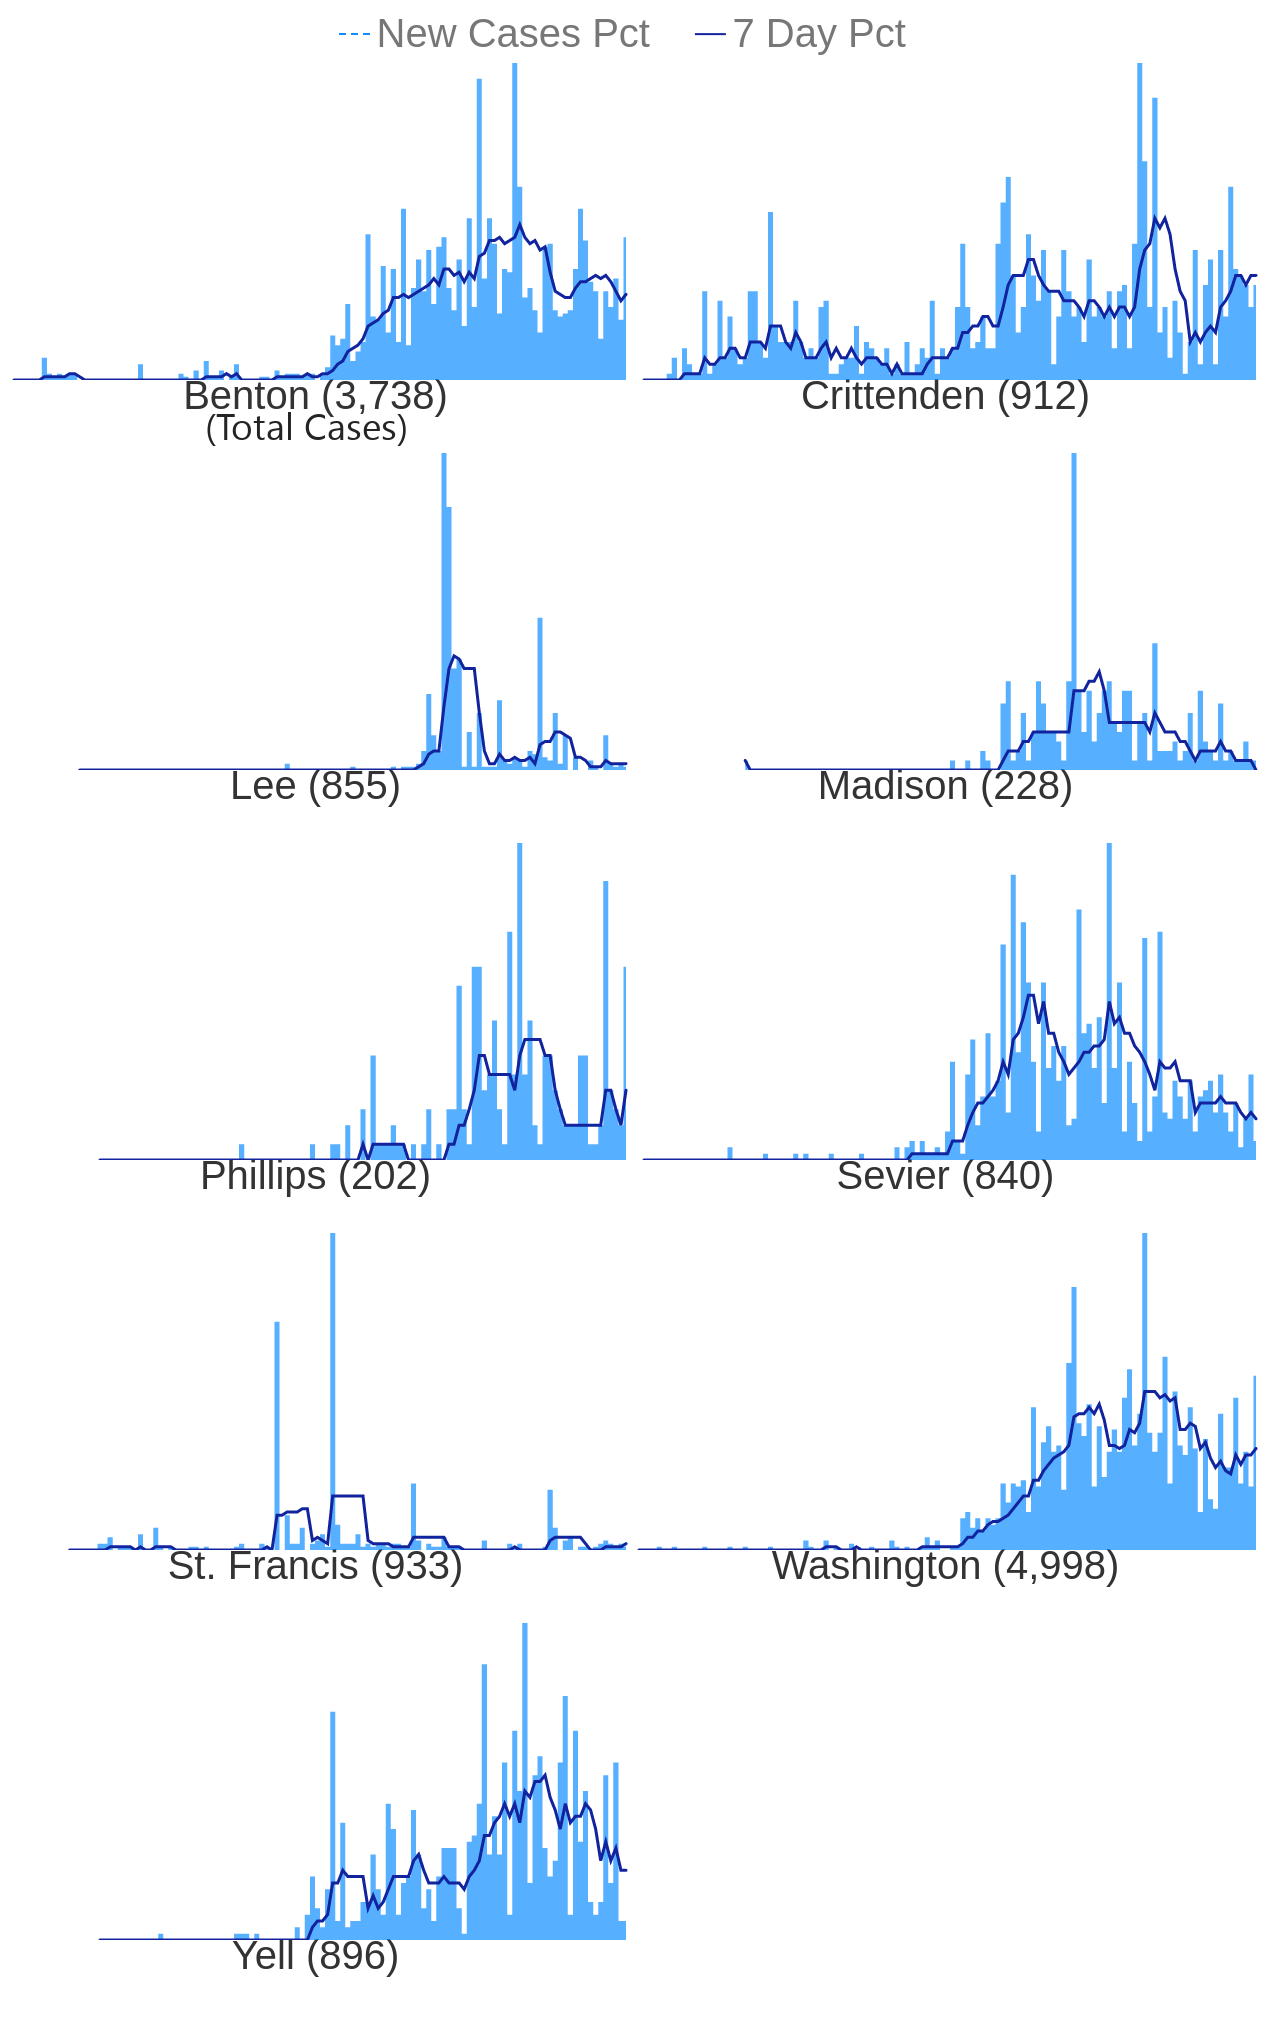 New Cases Pct 7 Day Pct
Benton (3,738) Crittenden (912)
(Total Cases)
Lee (855) Madison (228)
Phillips (202) Sevier (840)
St. Francis (933) Washington (4,998)
Yell (896)